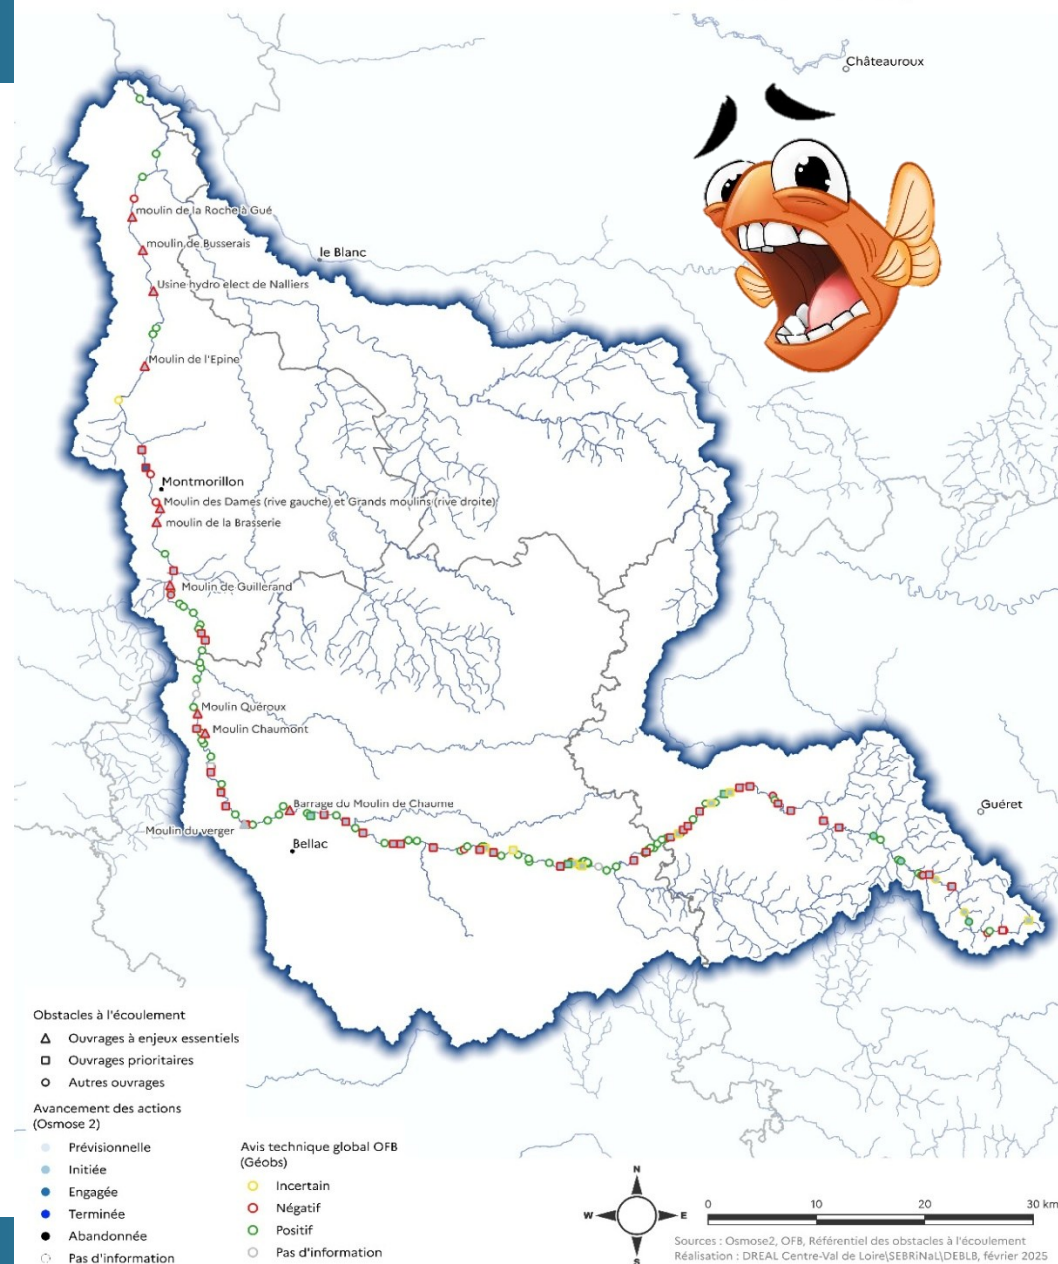 Châteauroux
moulin de la Roche à Gué
moulin de Busserais
le Blanc
Usine hydro elect de Nalliers
Moulin de l'Epine
Montmorillon
Moulin des Dames (rive gauche) et Grands moulins (rive droite)
moulin de la Brasserie
Moulin de Guillerand
Moulin Quéroux
Moulin Chaumont
Barrage du Moulin de Chaume
Guéret
Moulin du verger
Bellac
Obstacles à l'écoulement
Ouvrages à enjeux essentiels
Ouvrages prioritaires
Autres ouvrages
Avancement des actions
(Osmose 2)
Prévisionnelle
Initiée
Engagée
Terminée
Abandonnée
Pas d'information
Avis technique global OFB
(Géobs)
Incertain
Négatif
Positif
Pas d'information
N
W
E
S
0 10 20 30 km
Sources : Osmose2, OFB, Référentiel des obstacles à l'écoulement
Réalisation : DREAL Centre-Val de Loire\SEBRiNaL\DEBLB, février 2025